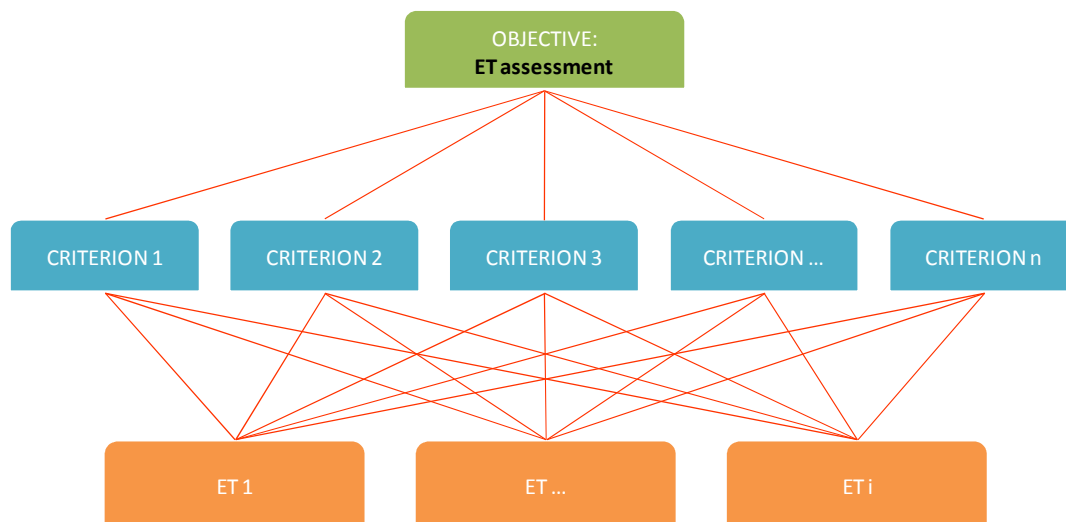 OBJECTIVE:
ET assessment
CRITERION 1
CRITERION 2
CRITERION 3
CRITERION ...
CRITERION n
ET 1
ET ...
ET i